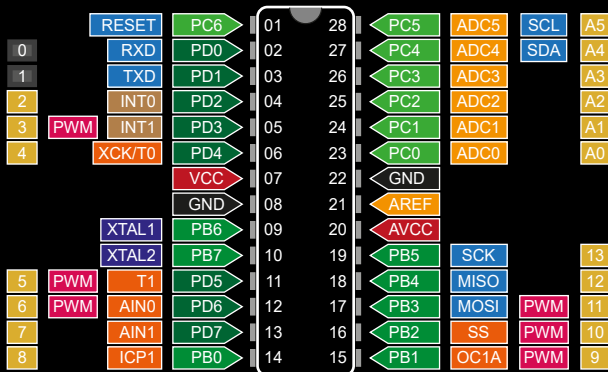 RESET PC6 01 28 PC5 ADC5 SCL A5
0 RXD PD0 02 27 PC4 ADC4 SDA A4
1 TXD PD1 03 26 PC3 ADC3 A3
2 INT0 PD2 04 25 PC2 ADC2 A2
3 PWM INT1 PD3 05 24 PC1 ADC1 A1
4 XCK/T0 PD4 06 23 PC0 ADC0 A0
VCC 07 22 GND
GND 08 21 AREF
XTAL1 PB6 09 20 AVCC
XTAL2 PB7 10 19 PB5 SCK 13
5 PWM T1 PD5 11 18 PB4 MISO 12
6 PWM AIN0 PD6 12 17 PB3 MOSI PWM 11
7 AIN1 PD7 13 16 PB2 SS PWM 10
8 ICP1 PB0 14 15 PB1 OC1A PWM 9